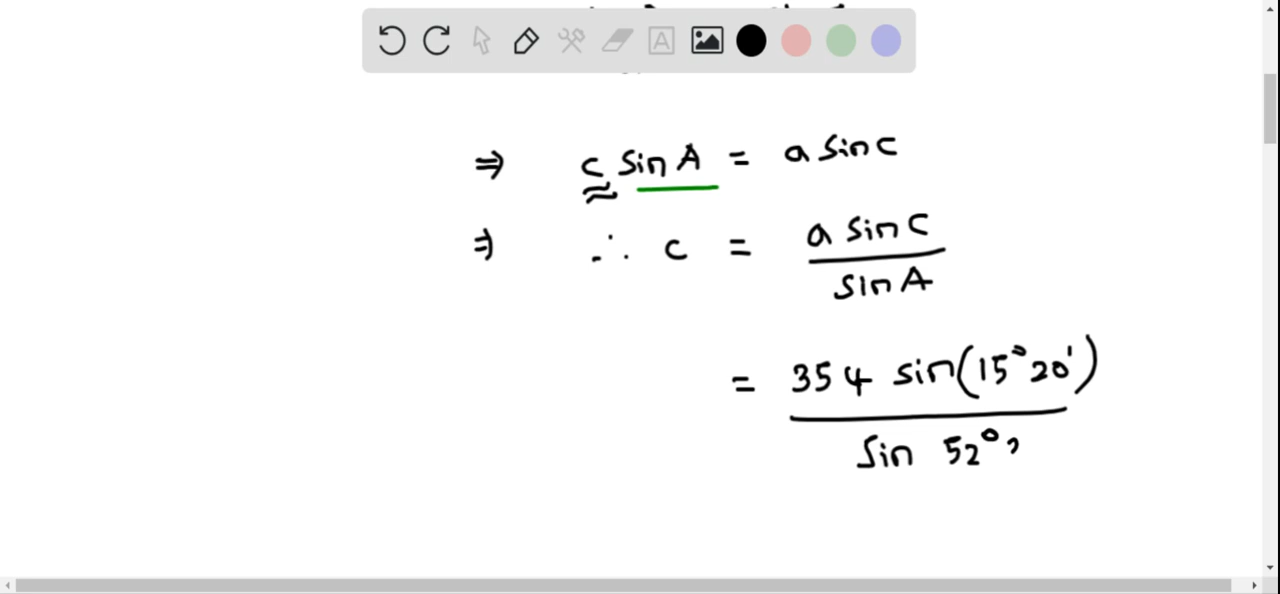 ⇒ c sin A = a sin C
⇒ ∴ c = a sin C / sin A
= 354 sin(15°20') / sin 52°